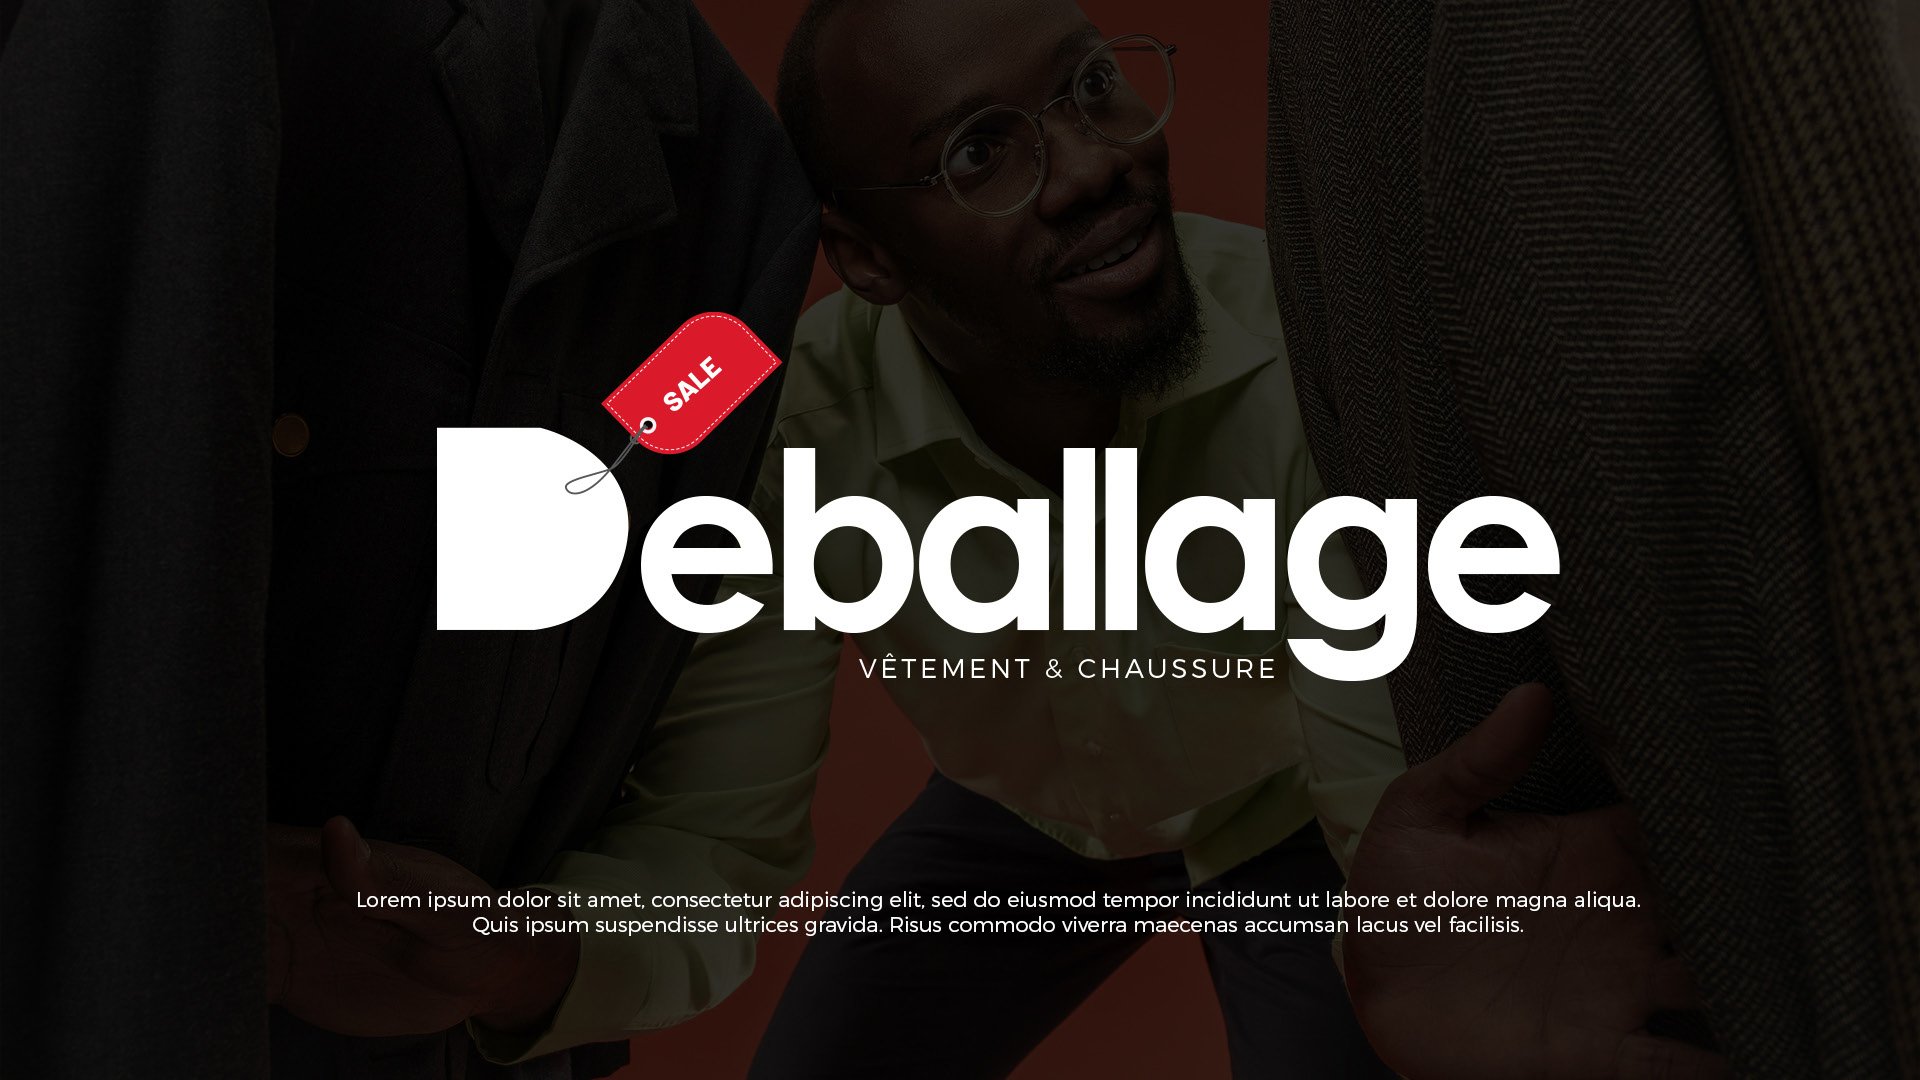 SALE
Deballage
VÊTEMENT & CHAUSSURE
Lorem ipsum dolor sit amet, consectetur adipiscing elit, sed do eiusmod tempor incididunt ut labore et dolore magna aliqua.
Quis ipsum suspendisse ultrices gravida. Risus commodo viverra maecenas accumsan lacus vel facilisis.